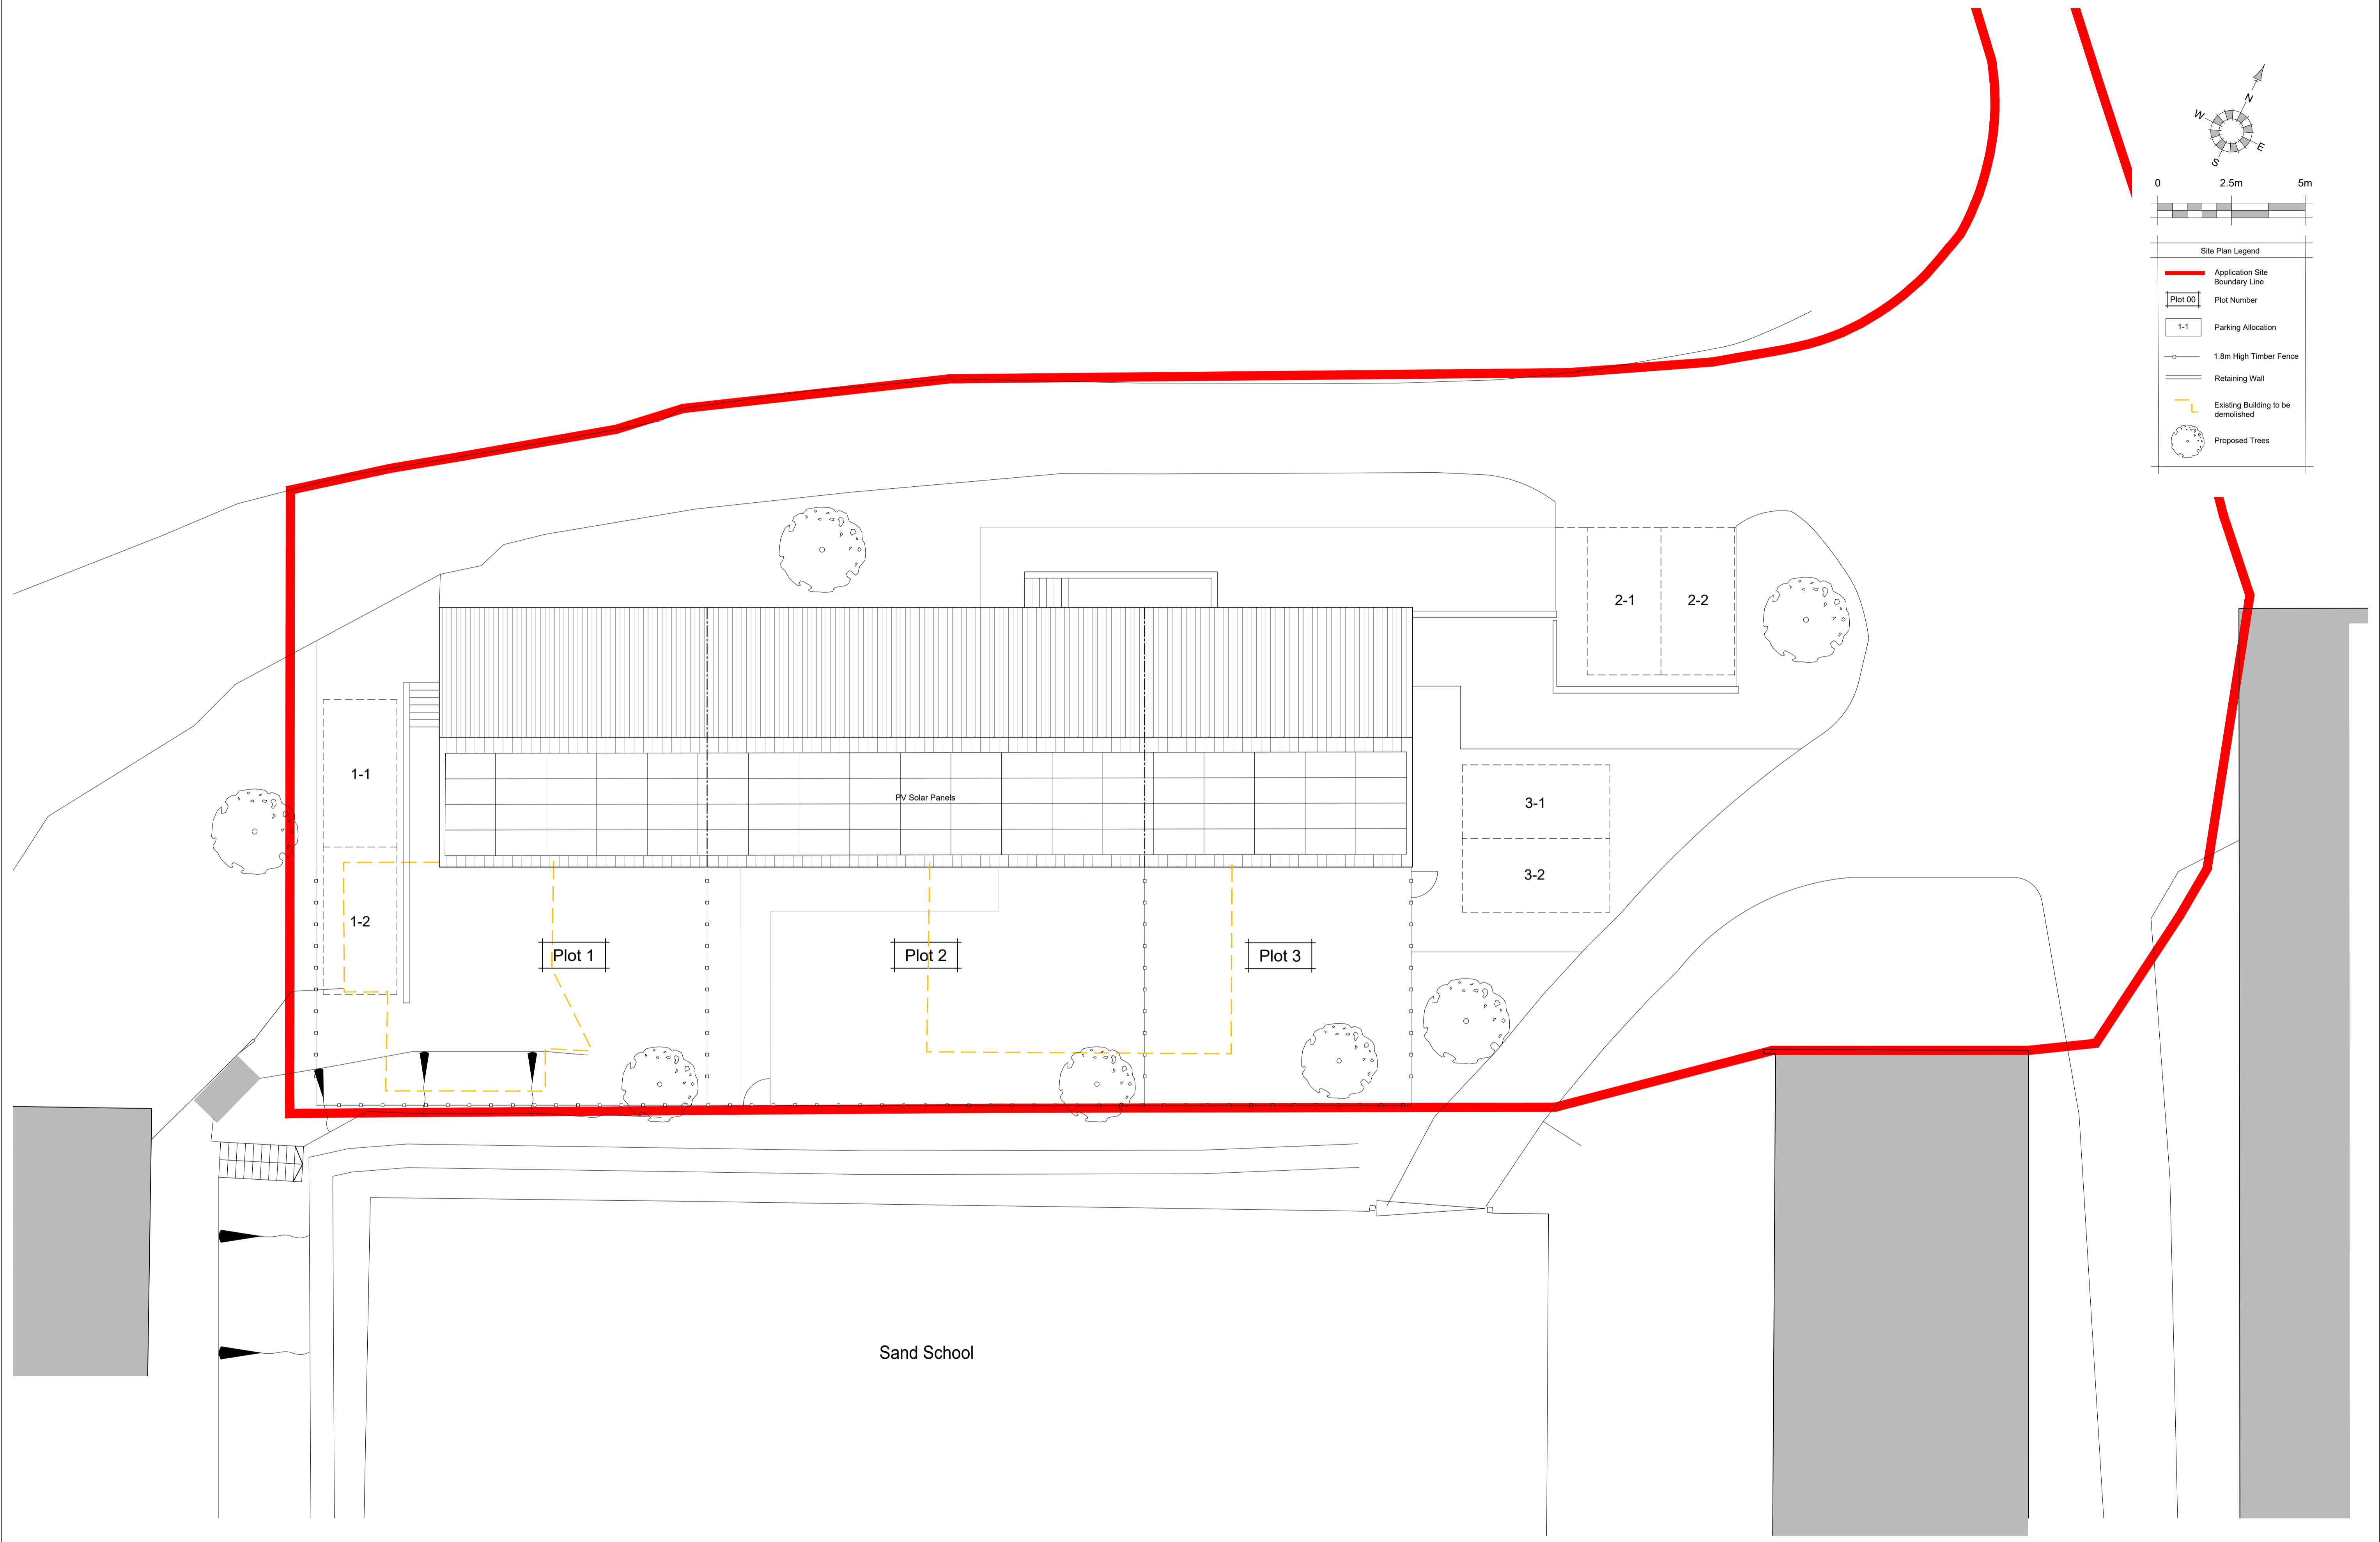 N
W
E
S
0 2.5m 5m
Site Plan Legend
Application Site
Boundary Line
Plot 00 Plot Number
1-1 Parking Allocation
1.8m High Timber Fence
Retaining Wall
Existing Building to be
demolished
Proposed Trees
2-1 2-2
1-1
PV Solar Panels
3-1
3-2
1-2
Plot 1 Plot 2 Plot 3
Sand School